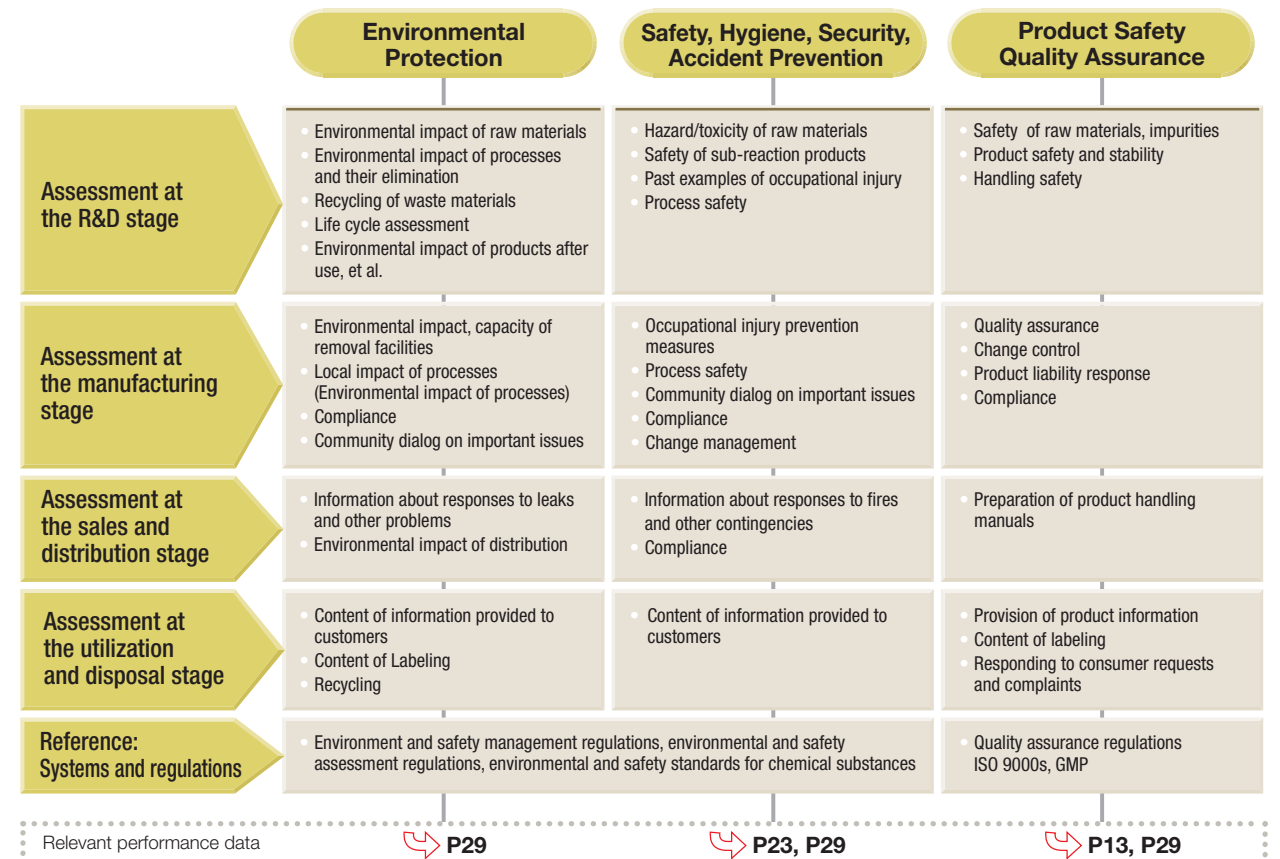 Environmental
Protection
Safety, Hygiene, Security,
Accident Prevention
Product Safety
Quality Assurance
Assessment at
the R&D stage
Environmental impact of raw materials
Environmental impact of processes
and their elimination
Recycling of waste materials
Life cycle assessment
Environmental impact of products after
use, et al.
Hazard/toxicity of raw materials
Safety of sub-reaction products
Past examples of occupational injury
Process safety
Safety of raw materials, impurities
Product safety and stability
Handling safety
Assessment at
the manufacturing
stage
Environmental impact, capacity of
removal facilities
Local impact of processes
(Environmental impact of processes)
Compliance
Community dialog on important issues
Occupational injury prevention
measures
Process safety
Community dialog on important issues
Compliance
Change management
Quality assurance
Change control
Product liability response
Compliance
Assessment at
the sales and
distribution stage
Information about responses to leaks
and other problems
Environmental impact of distribution
Information about responses to fires
and other contingencies
Compliance
Preparation of product handling
manuals
Assessment at
the utilization
and disposal stage
Content of information provided to
customers
Content of Labeling
Recycling
Content of information provided to
customers
Provision of product information
Content of labeling
Responding to consumer requests
and complaints
Reference:
Systems and regulations
Environment and safety management regulations, environmental and safety
assessment regulations, environmental and safety standards for chemical substances
Quality assurance regulations
ISO 9000s, GMP
Relevant performance data
P29
P23, P29
P13, P29